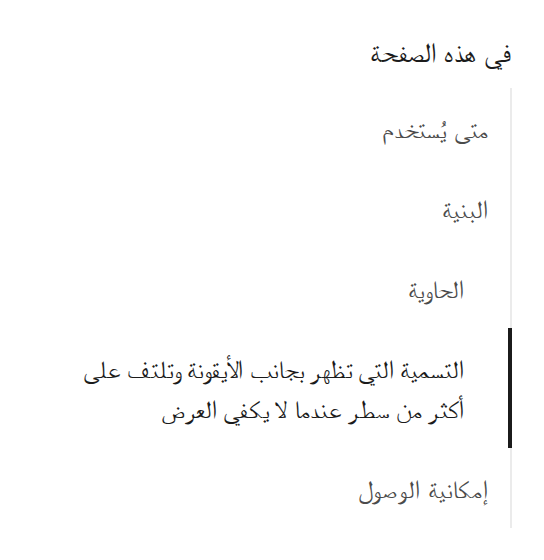 في هذه الصفحة
متى يُستخدم
البنية
الحاوية
التسمية التي تظهر بجانب الأيقونة وتلتف على
أكثر من سطر عندما لا يكفي العرض
إمكانية الوصول